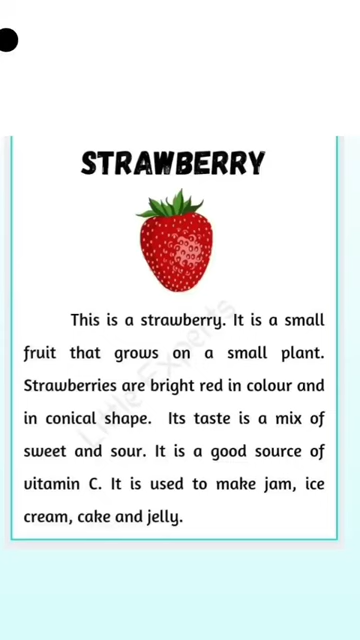 STRAWBERRY
This is a strawberry. It is a small
fruit that grows on a small plant.
Strawberries are bright red in colour and
in conical shape. Its taste is a mix of
sweet and sour. It is a good source of
vitamin C. It is used to make jam, ice
cream, cake and jelly.
Little Experts